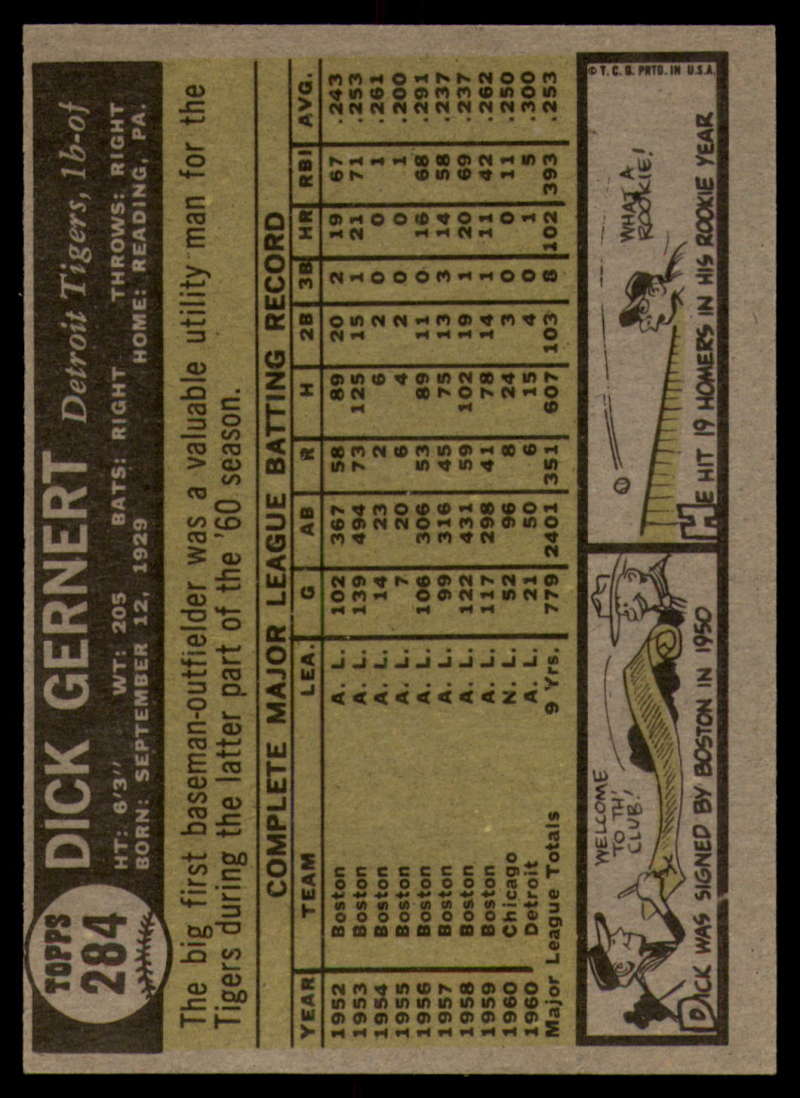 TOPPS
284
DICK GERNERT Detroit Tigers, 1b-of
HT: 6'3" WT: 205 BATS: RIGHT THROWS: RIGHT
BORN: SEPTEMBER 12, 1929 HOME: READING, PA.
The big first baseman-outfielder was a valuable utility man for the
Tigers during the latter part of the '60 season.
COMPLETE MAJOR LEAGUE BATTING RECORD
YEAR TEAM LEA. G AB R H 2B 3B HR RBI AVG.
1952 Boston A. L. 102 367 58 89 20 2 19 67 .243
1953 Boston A. L. 139 494 73 125 15 1 21 71 .253
1954 Boston A. L. 14 23 2 6 2 0 0 1 .261
1955 Boston A. L. 7 20 6 4 2 0 0 1 .200
1956 Boston A. L. 106 306 53 89 11 0 16 68 .291
1957 Boston A. L. 99 316 45 75 13 3 14 58 .237
1958 Boston A. L. 122 431 59 102 19 1 20 69 .237
1959 Boston A. L. 117 298 41 78 14 1 11 42 .262
1960 Chicago N. L. 52 96 8 24 3 0 0 11 .250
1960 Detroit A. L. 21 50 6 15 4 0 1 5 .300
Major League Totals 9 Yrs. 779 2401 351 607 103 8 102 393 .253
WELCOME
TO TH'
CLUB!
DICK WAS SIGNED BY BOSTON IN 1950
© T. C. G. PRTD. IN U.S.A.
WHAT A
ROOKIE!
HE HIT 19 HOMERS IN HIS ROOKIE YEAR